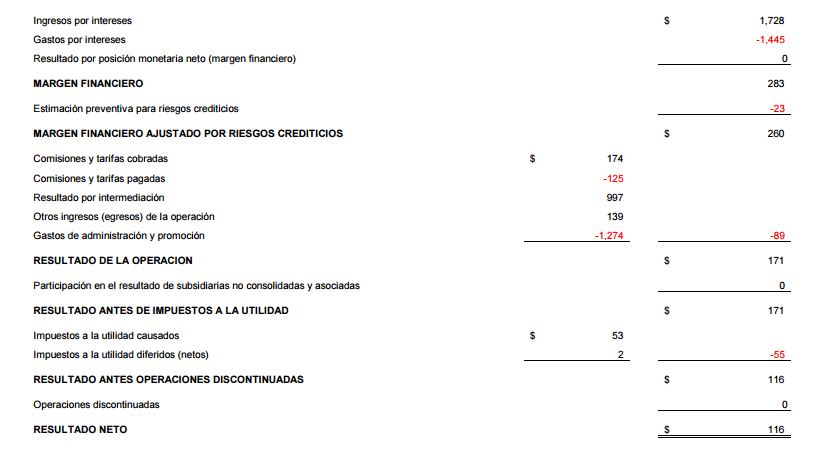 Ingresos por intereses $ 1,728
Gastos por intereses -1,445
Resultado por posición monetaria neto (margen financiero) 0
MARGEN FINANCIERO 283
Estimación preventiva para riesgos crediticios -23
MARGEN FINANCIERO AJUSTADO POR RIESGOS CREDITICIOS $ 260
Comisiones y tarifas cobradas $ 174
Comisiones y tarifas pagadas -125
Resultado por intermediación 997
Otros ingresos (egresos) de la operación 139
Gastos de administración y promoción -1,274 -89
RESULTADO DE LA OPERACION $ 171
Participación en el resultado de subsidiarias no consolidadas y asociadas 0
RESULTADO ANTES DE IMPUESTOS A LA UTILIDAD $ 171
Impuestos a la utilidad causados $ 53
Impuestos a la utilidad diferidos (netos) 2 -55
RESULTADO ANTES OPERACIONES DISCONTINUADAS $ 116
Operaciones discontinuadas 0
RESULTADO NETO $ 116